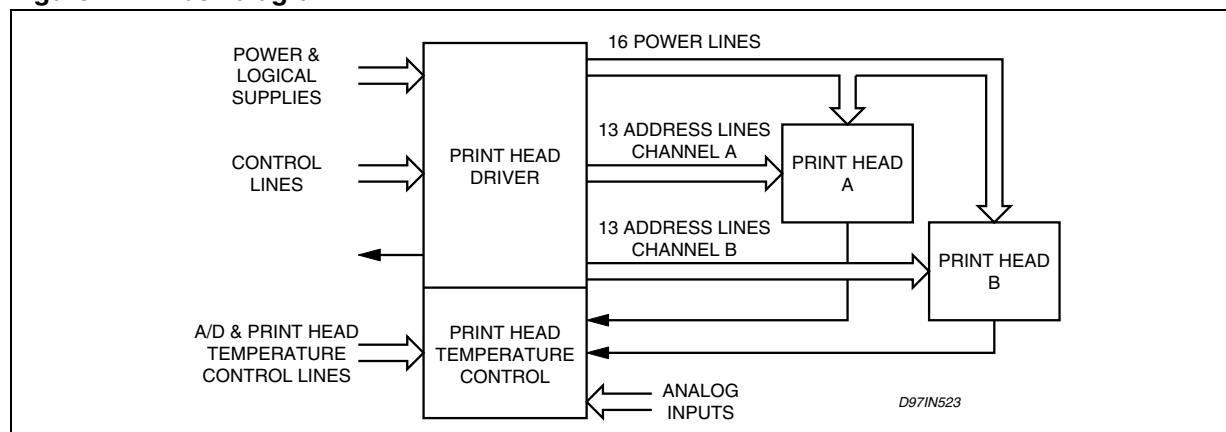 16 POWER LINES
POWER &
LOGICAL
SUPPLIES
13 ADDRESS LINES
CHANNEL A
PRINT HEAD
A
CONTROL
LINES
PRINT HEAD
DRIVER
13 ADDRESS LINES
CHANNEL B
PRINT HEAD
B
A/D & PRINT HEAD
TEMPERATURE
CONTROL LINES
PRINT HEAD
TEMPERATURE
CONTROL
ANALOG
INPUTS
D97IN523